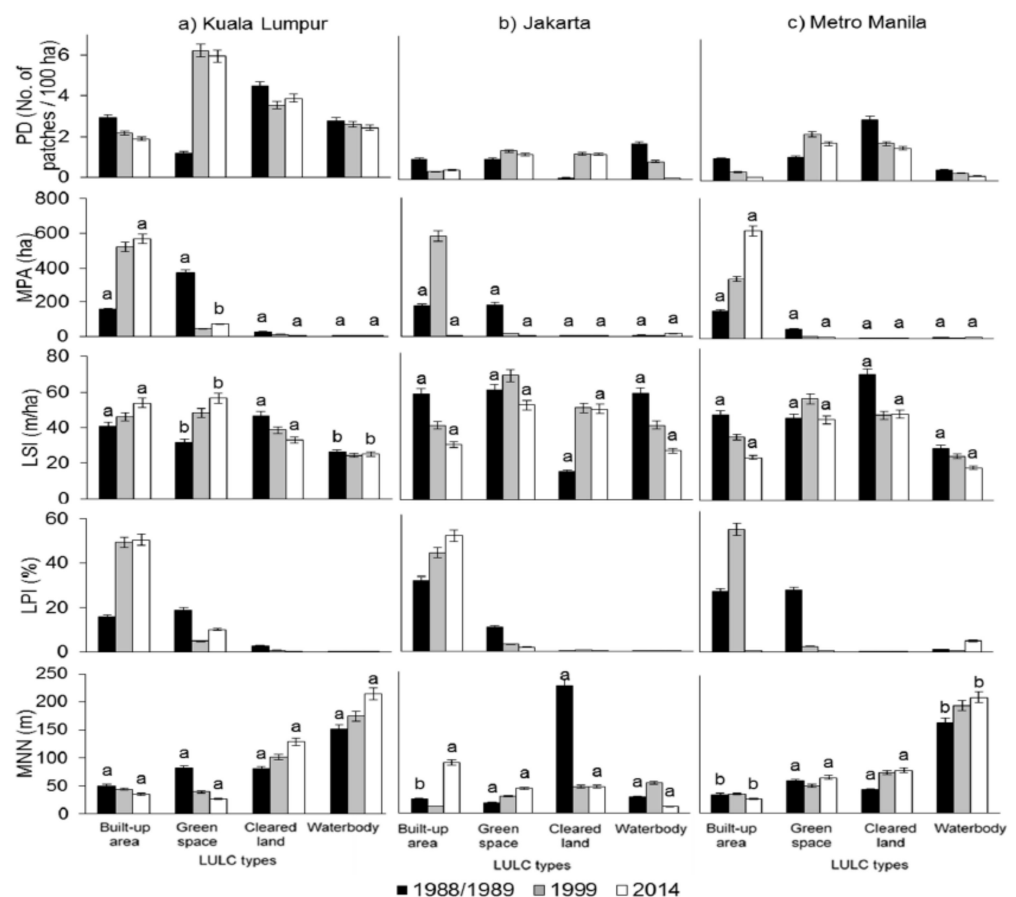 a) Kuala Lumpur b) Jakarta c) Metro Manila
PD (No. of
patches / 100 ha)
6
4
2
0
MPA (ha)
800
600
400
200
0
a a a b a a a a
a a a a a a a a
a a a a a a a a
LSI (m/ha)
80
60
40
20
0
a a b b a a b b
a a a a a a a a
a a a a a a a a
LPI (%)
60
40
20
0
MNN (m)
250
200
150
100
50
0
a a a a a a a a
b a a a a a a a
b b a a a a b b
Built-up
area
Green
space
Cleared
land
Waterbody
LULC types
Built-up
area
Green
space
Cleared
land
Waterbody
LULC types
Built-up
area
Green
space
Cleared
land
Waterbody
LULC types
1988/1989 1999 2014